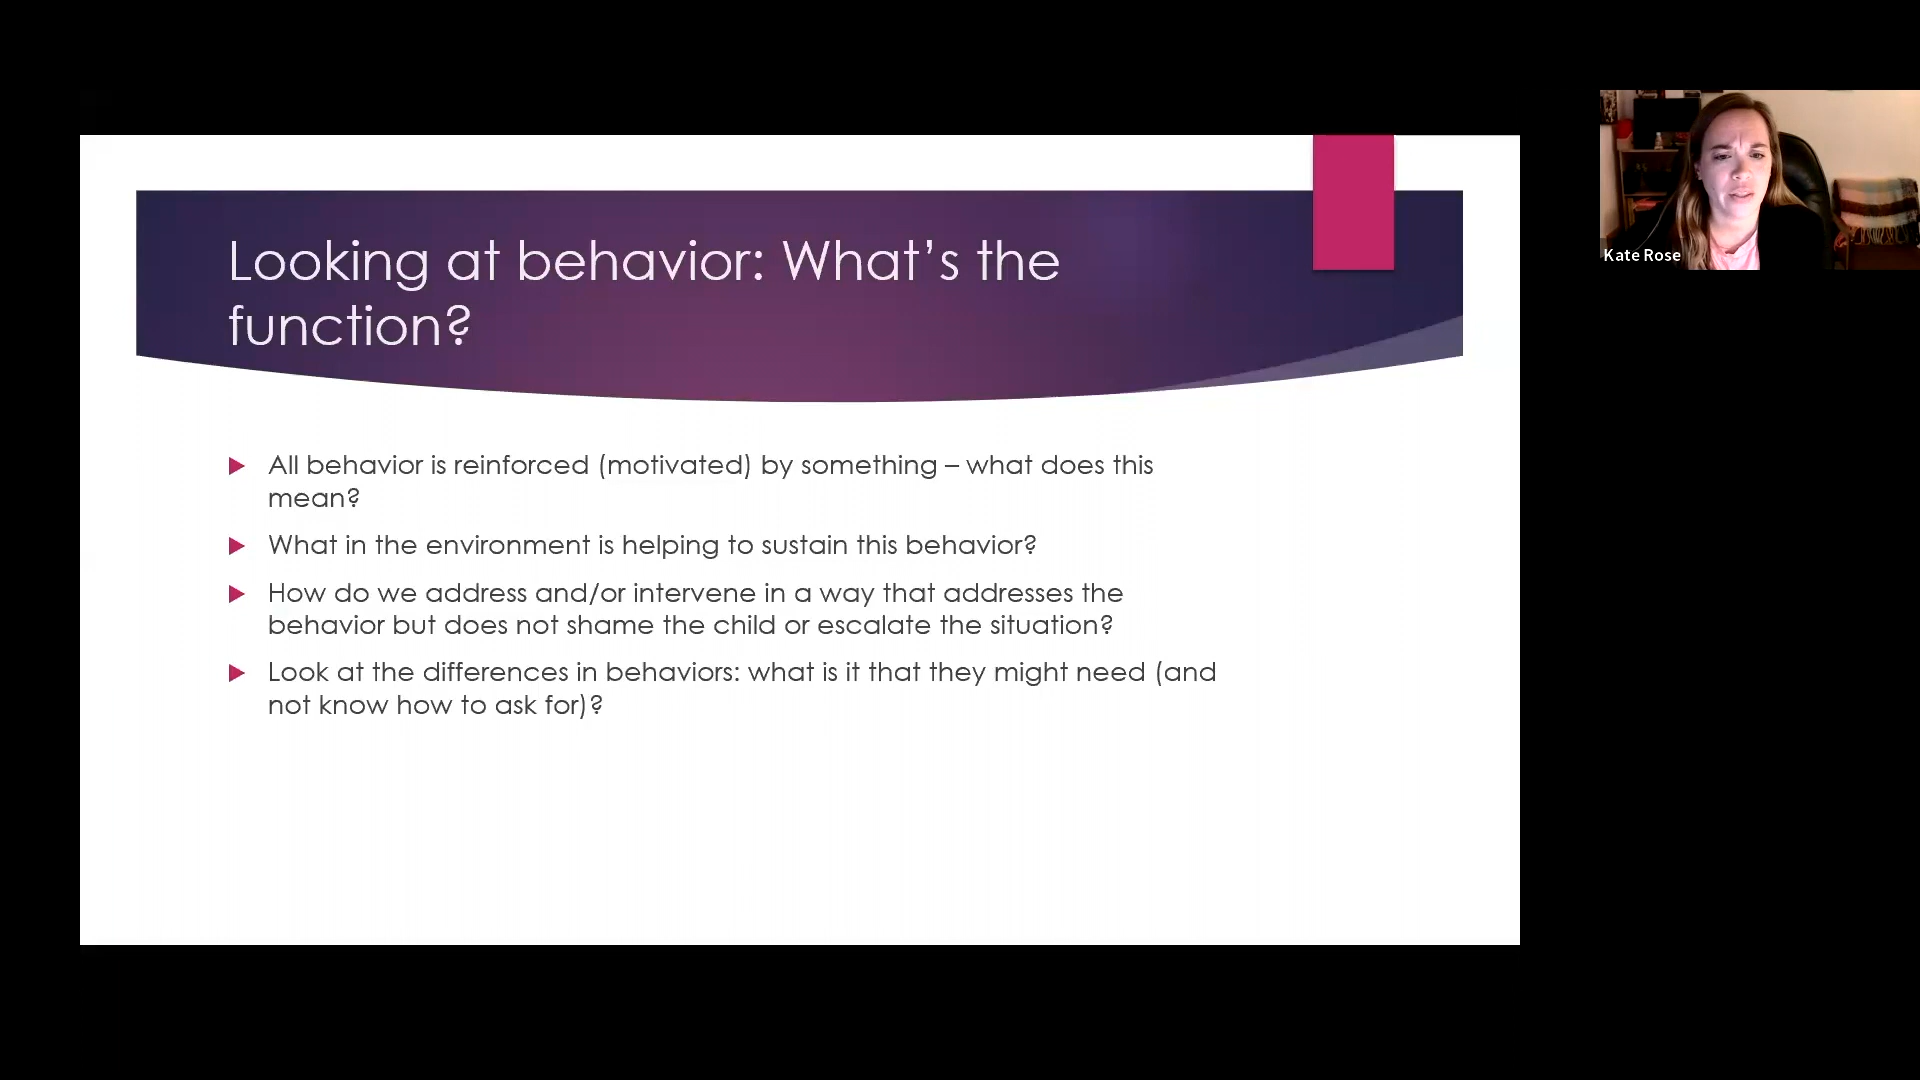 Looking at behavior: What’s the
function?
All behavior is reinforced (motivated) by something – what does this
mean?
What in the environment is helping to sustain this behavior?
How do we address and/or intervene in a way that addresses the
behavior but does not shame the child or escalate the situation?
Look at the differences in behaviors: what is it that they might need (and
not know how to ask for)?
Kate Rose